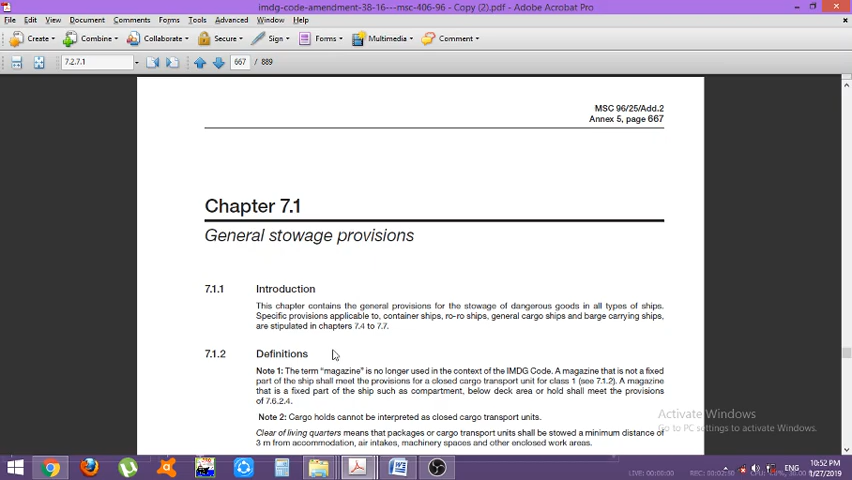 imdg-code-amendment-38-16---msc-406-96 - Copy (2).pdf - Adobe Acrobat Pro
File Edit View Document Comments Forms Tools Advanced Window Help
Create Combine Collaborate Secure Sign Forms Multimedia Comment
7.2.7.1 667 / 889
MSC 96/25/Add.2
Annex 5, page 667
Chapter 7.1
General stowage provisions
7.1.1 Introduction
This chapter contains the general provisions for the stowage of dangerous goods in all types of ships.
Specific provisions applicable to, container ships, ro-ro ships, general cargo ships and barge carrying ships,
are stipulated in chapters 7.4 to 7.7.
7.1.2 Definitions
Note 1: The term "magazine" is no longer used in the context of the IMDG Code. A magazine that is not a fixed
part of the ship shall meet the provisions for a closed cargo transport unit for class 1 (see 7.1.2). A magazine
that is a fixed part of the ship such as compartment, below deck area or hold shall meet the provisions
of 7.6.2.4.
Note 2: Cargo holds cannot be interpreted as closed cargo transport units.
Clear of living quarters means that packages or cargo transport units shall be stowed a minimum distance of
3 m from accommodation, air intakes, machinery spaces and other enclosed work areas.
Activate Windows
Go to PC settings to activate Windows.
ENG
10:52 PM
1/27/2019
LIVE: 00:00:00